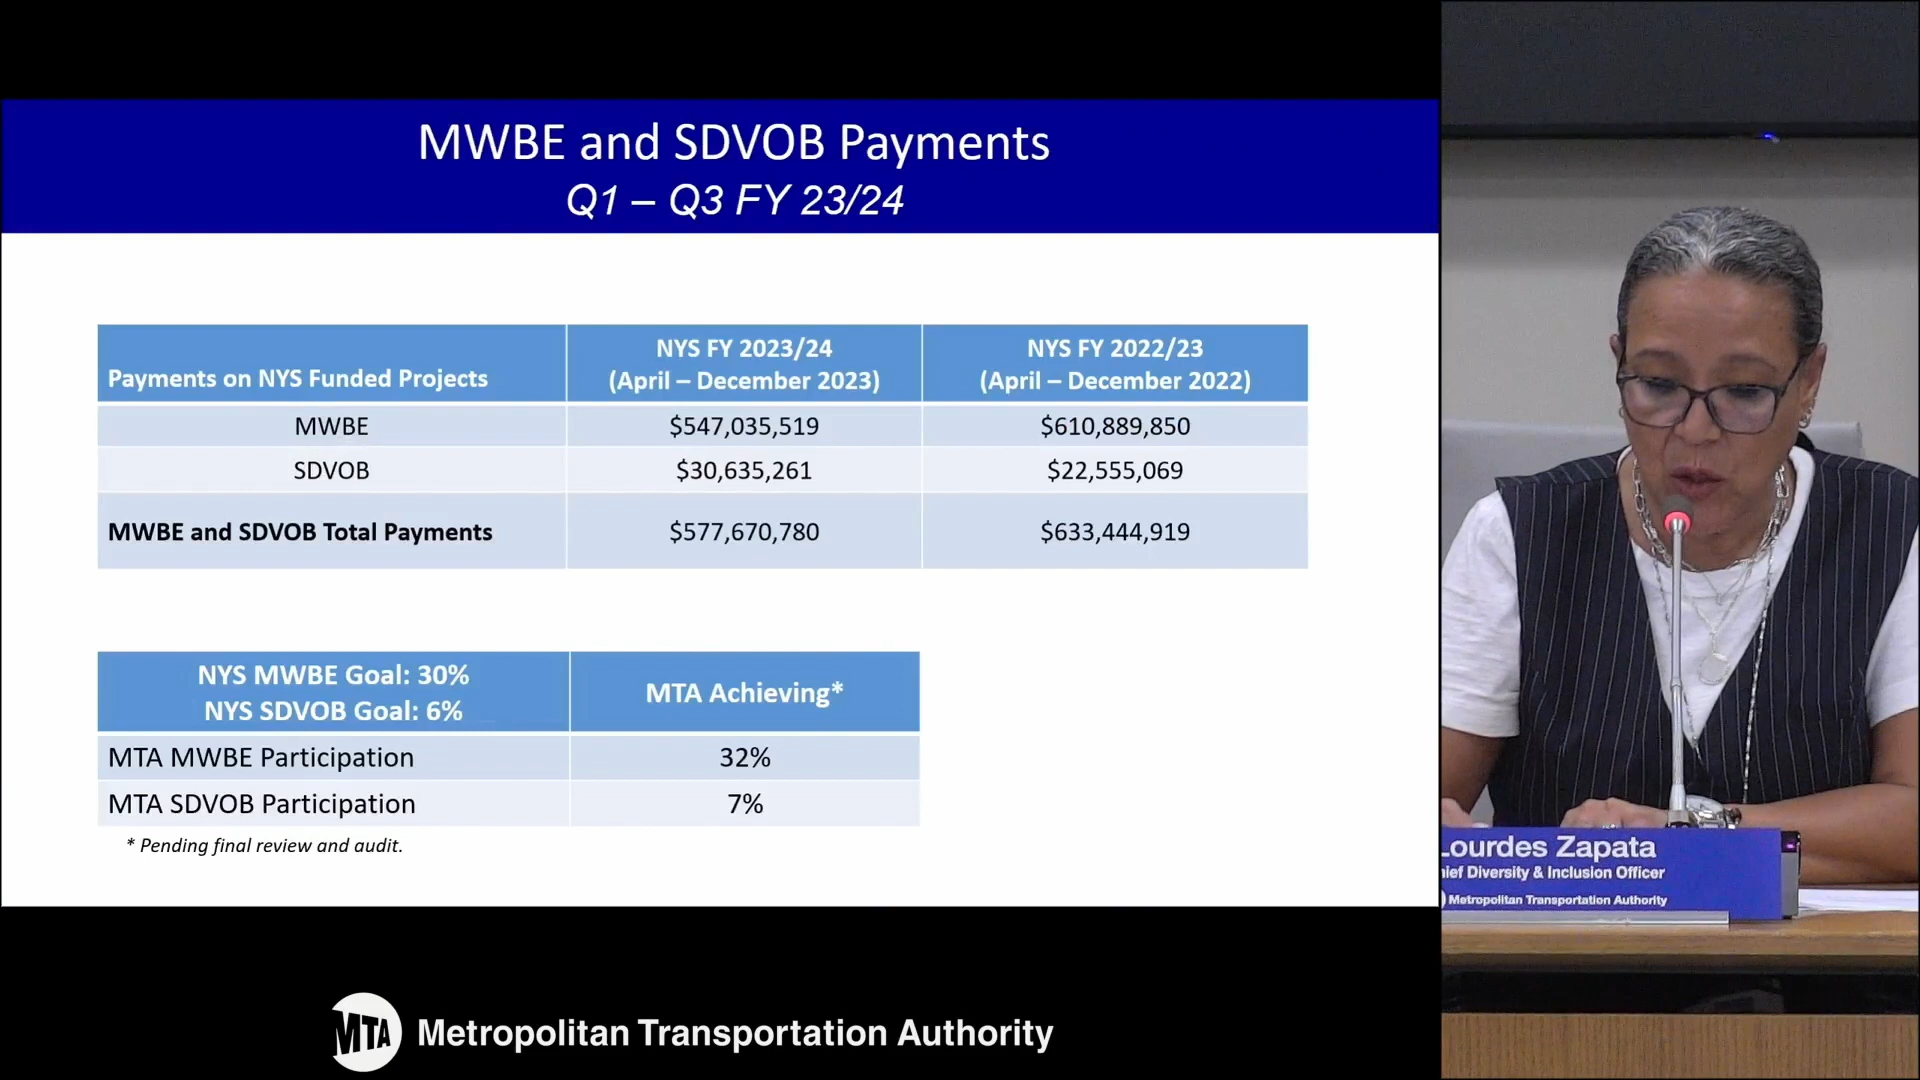 MWBE and SDVOB Payments
Q1 – Q3 FY 23/24
Payments on NYS Funded Projects
NYS FY 2023/24
(April – December 2023)
NYS FY 2022/23
(April – December 2022)
MWBE $547,035,519 $610,889,850
SDVOB $30,635,261 $22,555,069
MWBE and SDVOB Total Payments $577,670,780 $633,444,919
NYS MWBE Goal: 30%
NYS SDVOB Goal: 6%
MTA Achieving*
MTA MWBE Participation 32%
MTA SDVOB Participation 7%
* Pending final review and audit.
MTA Metropolitan Transportation Authority
Lourdes Zapata
hief Diversity & Inclusion Officer
Metropolitan Transportation Authority